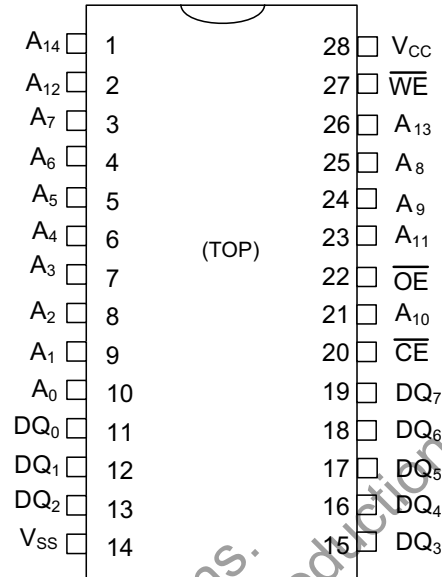 A14 1 28 VCC
A12 2 27 WE
A7 3 26 A13
A6 4 25 A8
A5 5 24 A9
A4 6 23 A11
(TOP)
A3 7 22 OE
A2 8 21 A10
A1 9 20 CE
A0 10 19 DQ7
DQ0 11 18 DQ6
DQ1 12 17 DQ5
DQ2 13 16 DQ4
VSS 14 15 DQ3